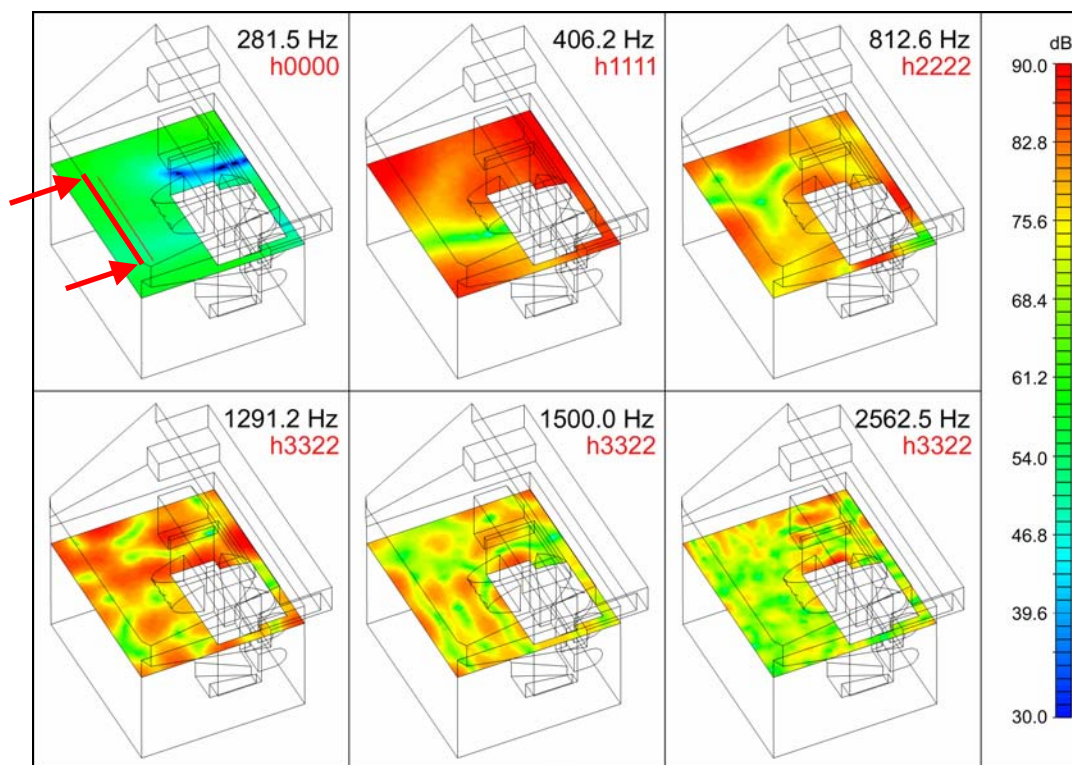 281.5 Hz
h0000
406.2 Hz
h1111
812.6 Hz
h2222
1291.2 Hz
h3322
1500.0 Hz
h3322
2562.5 Hz
h3322
dB
90.0
82.8
75.6
68.4
61.2
54.0
46.8
39.6
30.0